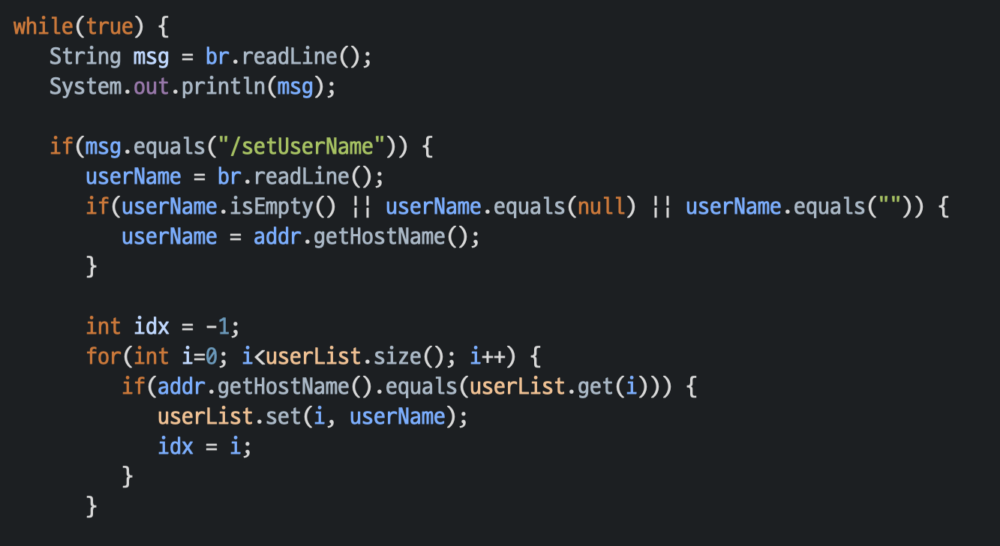 while(true) {
   String msg = br.readLine();
   System.out.println(msg);

   if(msg.equals("/setUserName")) {
      userName = br.readLine();
      if(userName.isEmpty() || userName.equals(null) || userName.equals("")) {
         userName = addr.getHostName();
      }

      int idx = -1;
      for(int i=0; i<userList.size(); i++) {
         if(addr.getHostName().equals(userList.get(i))) {
            userList.set(i, userName);
            idx = i;
         }
      }